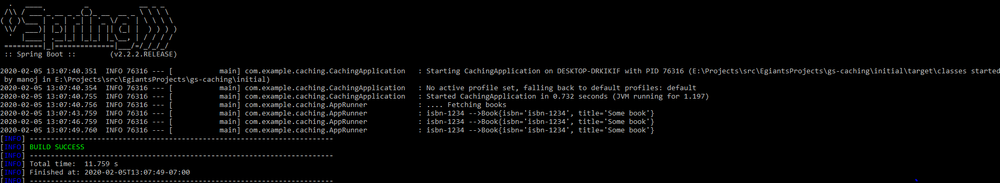 .   ____          _            __ _ _
 /\\ / ___'_ __ _ _(_)_ __  __ _ \ \ \ \
( ( )\___ | '_ | '_| | '_ \/ _` | \ \ \ \
 \\/  ___)| |_)| | | | | || (_| |  ) ) ) )
  '  |____| .__|_| |_|_| |_\__, | / / / /
 =========|_|==============|___/=/_/_/_/
 :: Spring Boot ::        (v2.2.2.RELEASE)
2020-02-05 13:07:40.351  INFO 76316 --- [           main] com.example.caching.CachingApplication   : Starting CachingApplication on DESKTOP-DRKIKIF with PID 76316 (E:\Projects\src\EgiantsProjects\gs-caching\initial\target\classes started
 by manoj in E:\Projects\src\EgiantsProjects\gs-caching\initial)
2020-02-05 13:07:40.354  INFO 76316 --- [           main] com.example.caching.CachingApplication   : No active profile set, falling back to default profiles: default
2020-02-05 13:07:40.755  INFO 76316 --- [           main] com.example.caching.CachingApplication   : Started CachingApplication in 0.732 seconds (JVM running for 1.197)
2020-02-05 13:07:40.756  INFO 76316 --- [           main] com.example.caching.AppRunner            : .... Fetching books
2020-02-05 13:07:43.759  INFO 76316 --- [           main] com.example.caching.AppRunner            : isbn-1234 -->Book{isbn='isbn-1234', title='Some book'}
2020-02-05 13:07:46.759  INFO 76316 --- [           main] com.example.caching.AppRunner            : isbn-1234 -->Book{isbn='isbn-1234', title='Some book'}
2020-02-05 13:07:49.760  INFO 76316 --- [           main] com.example.caching.AppRunner            : isbn-1234 -->Book{isbn='isbn-1234', title='Some book'}
[INFO] ------------------------------------------------------------------------
[INFO] BUILD SUCCESS
[INFO] ------------------------------------------------------------------------
[INFO] Total time:  11.759 s
[INFO] Finished at: 2020-02-05T13:07:49-07:00
[INFO] ------------------------------------------------------------------------